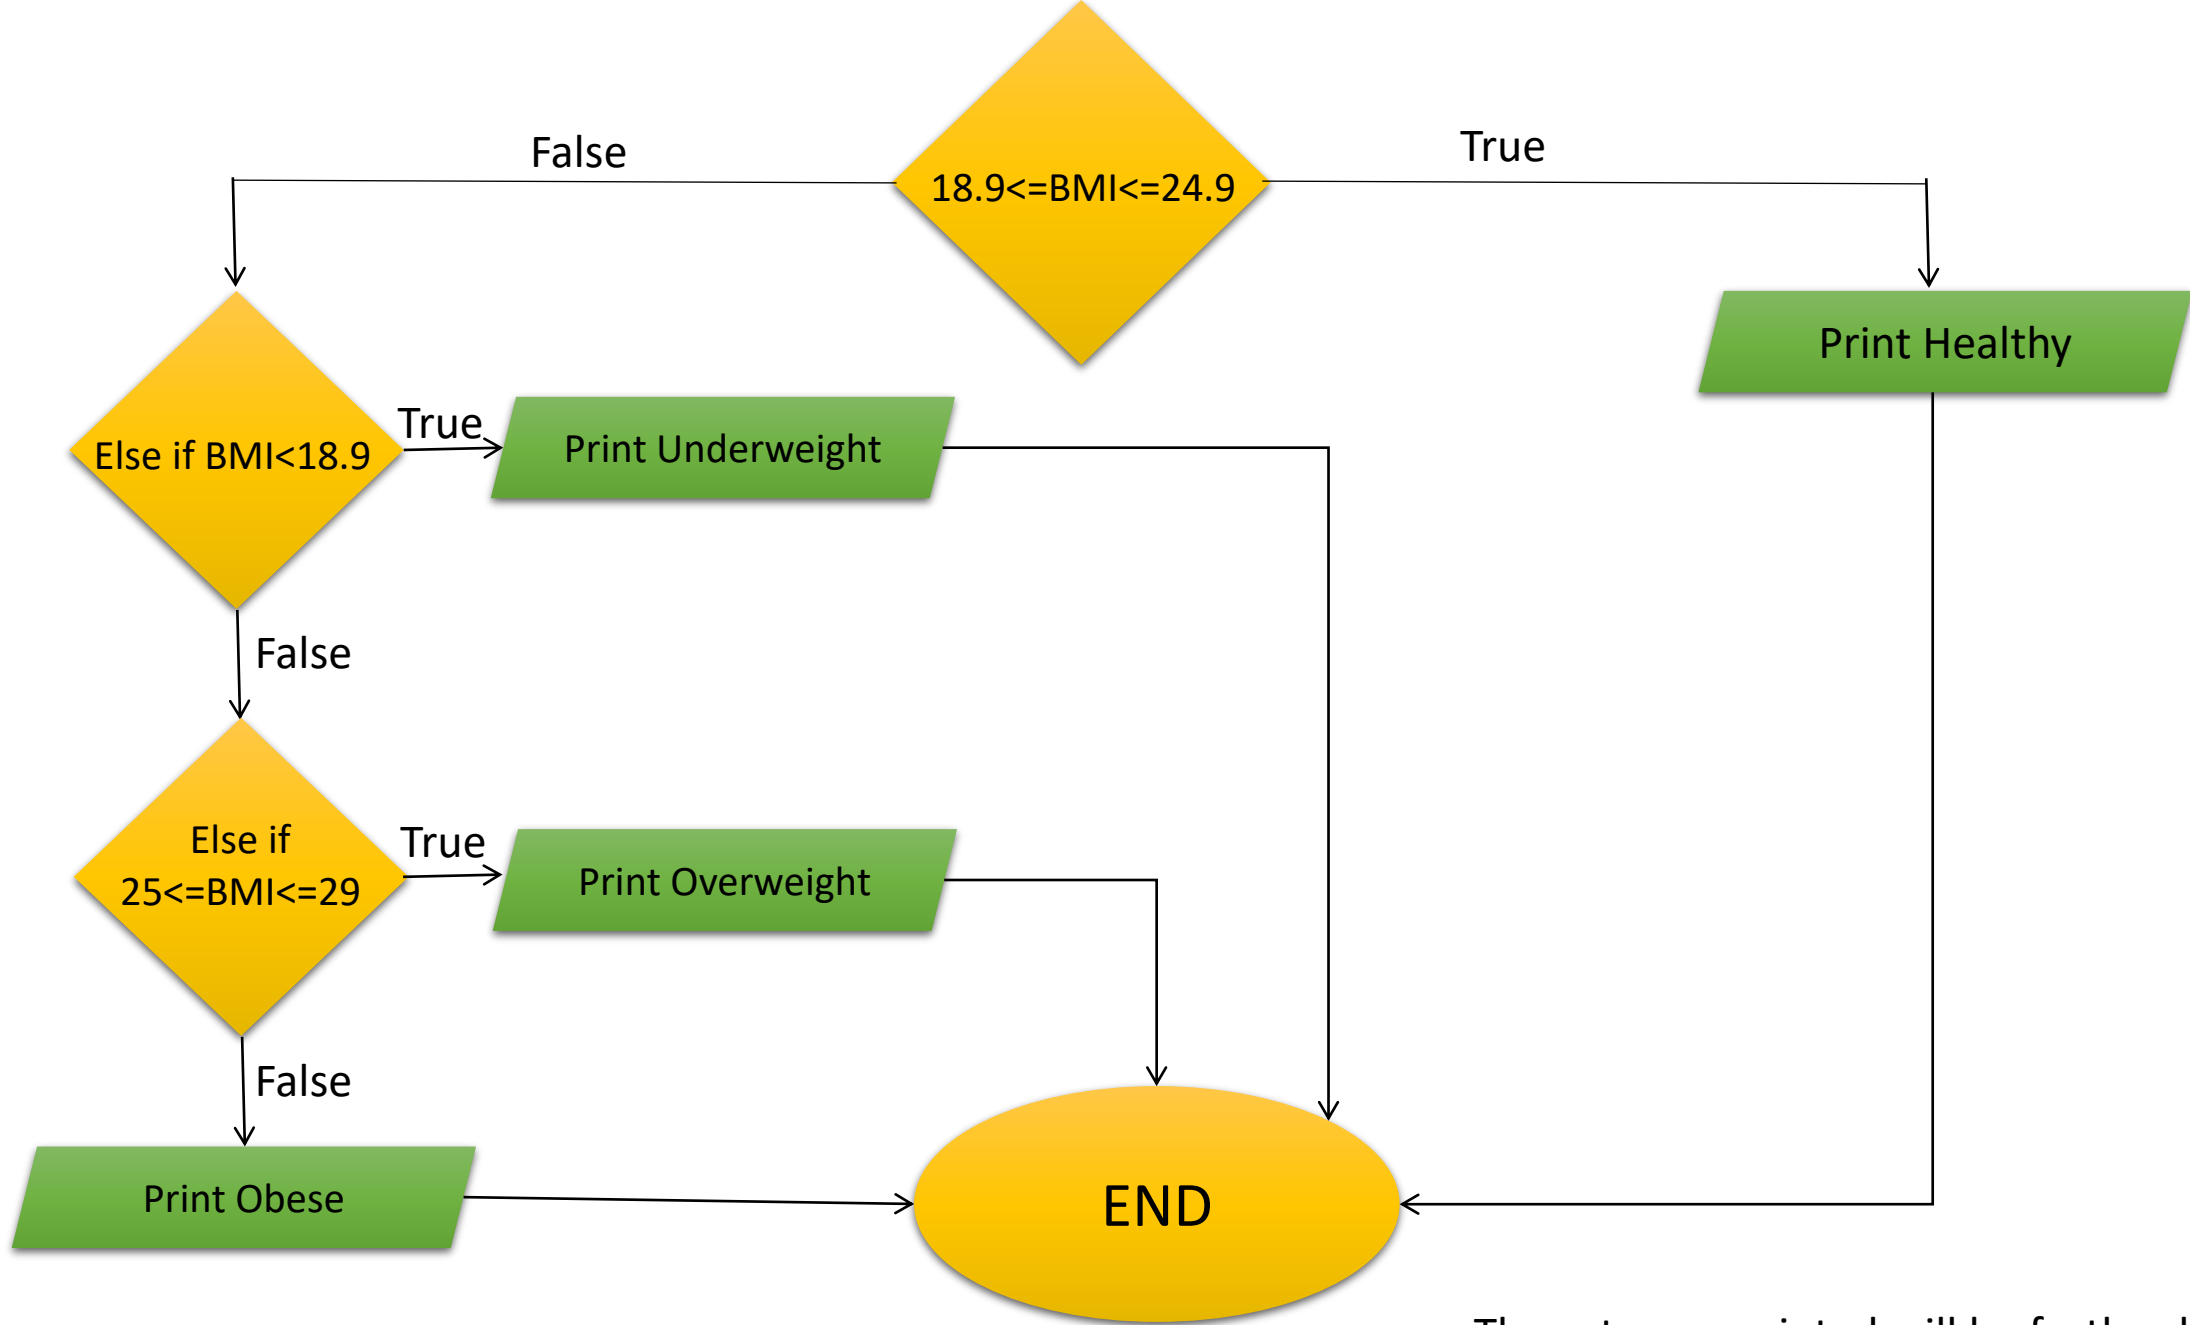 False
True
18.9<=BMI<=24.9
Print Healthy
True
Else if BMI<18.9
Print Underweight
False
Else if
25<=BMI<=29
True
Print Overweight
False
Print Obese
END